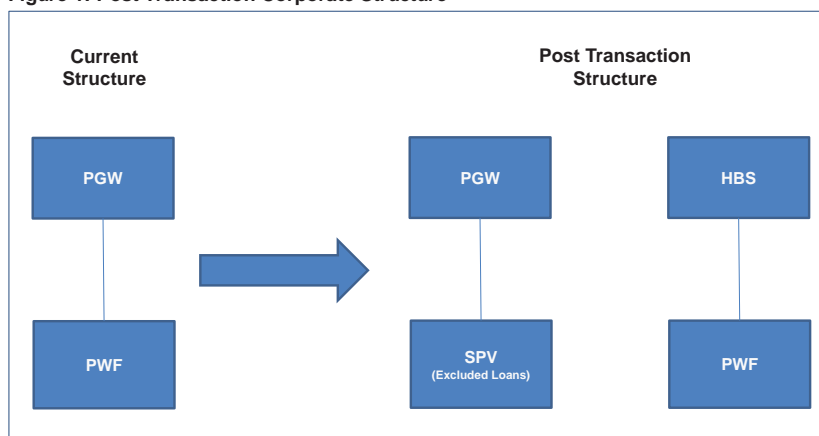 Current
Structure
Post Transaction
Structure
PGW
PGW
HBS
PWF
SPV
(Excluded Loans)
PWF